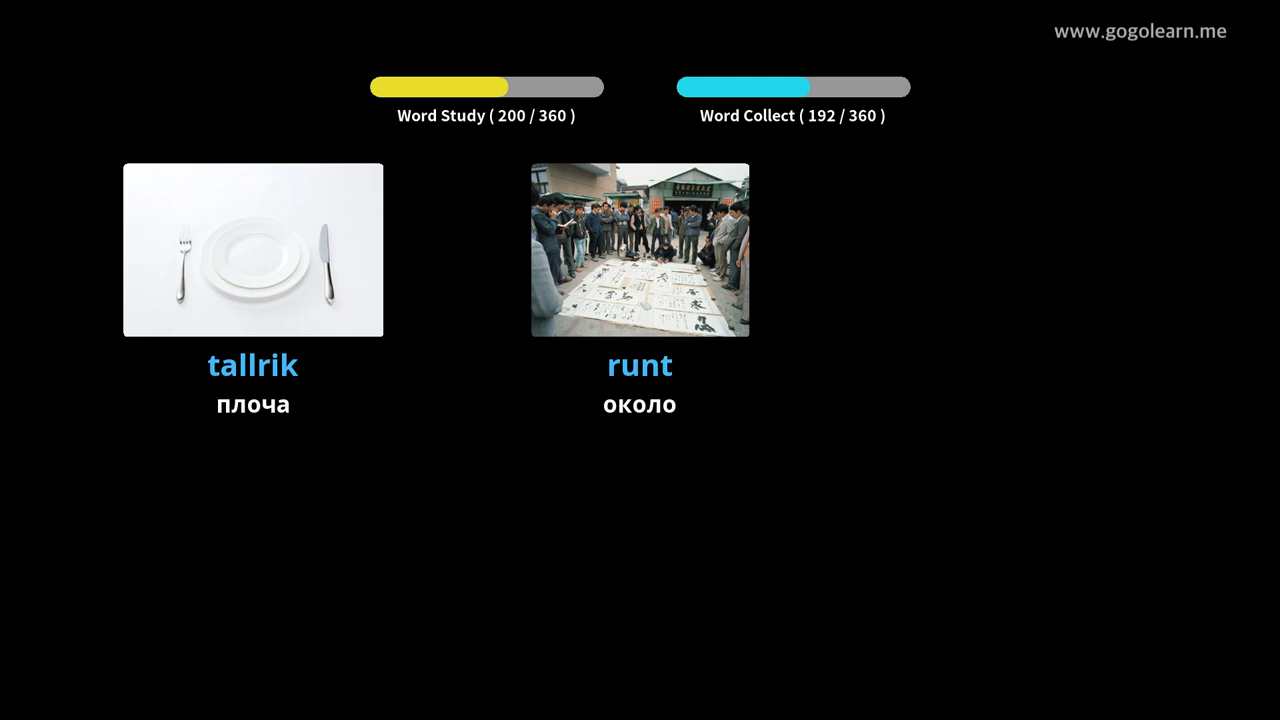 www.gogolearn.me
Word Study ( 200 / 360 )
Word Collect ( 192 / 360 )
tallrik
runt
плоча
около